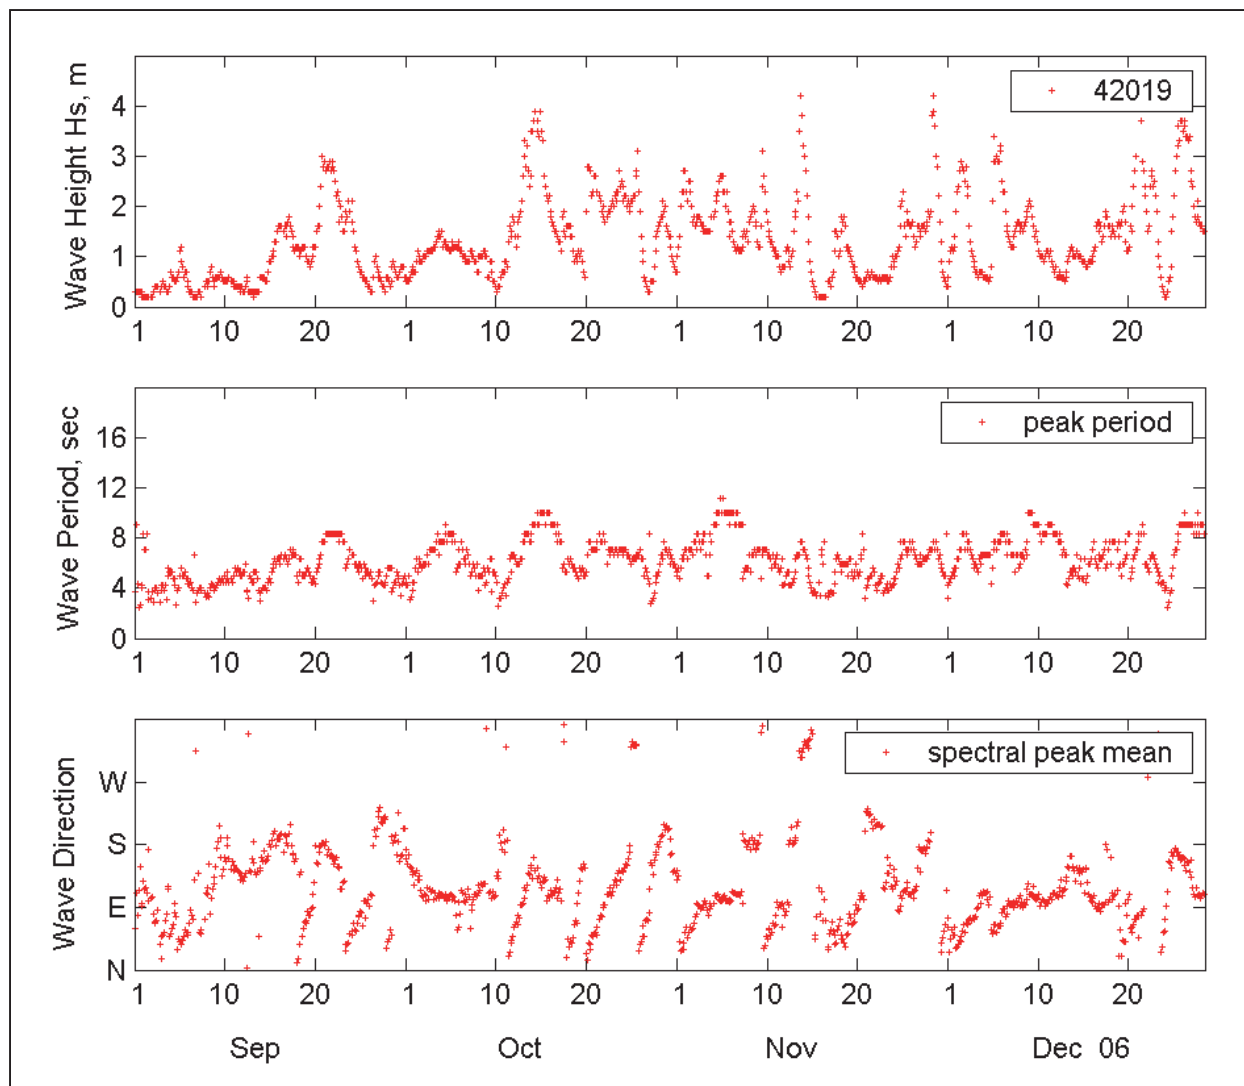 Wave Height Hs, m
4
3
2
1
0
42019
1 10 20 1 10 20 1 10 20 1 10 20
Wave Period, sec
16
12
8
4
0
peak period
1 10 20 1 10 20 1 10 20 1 10 20
Wave Direction
W
S
E
N
spectral peak mean
1 10 20 1 10 20 1 10 20 1 10 20
Sep Oct Nov Dec 06